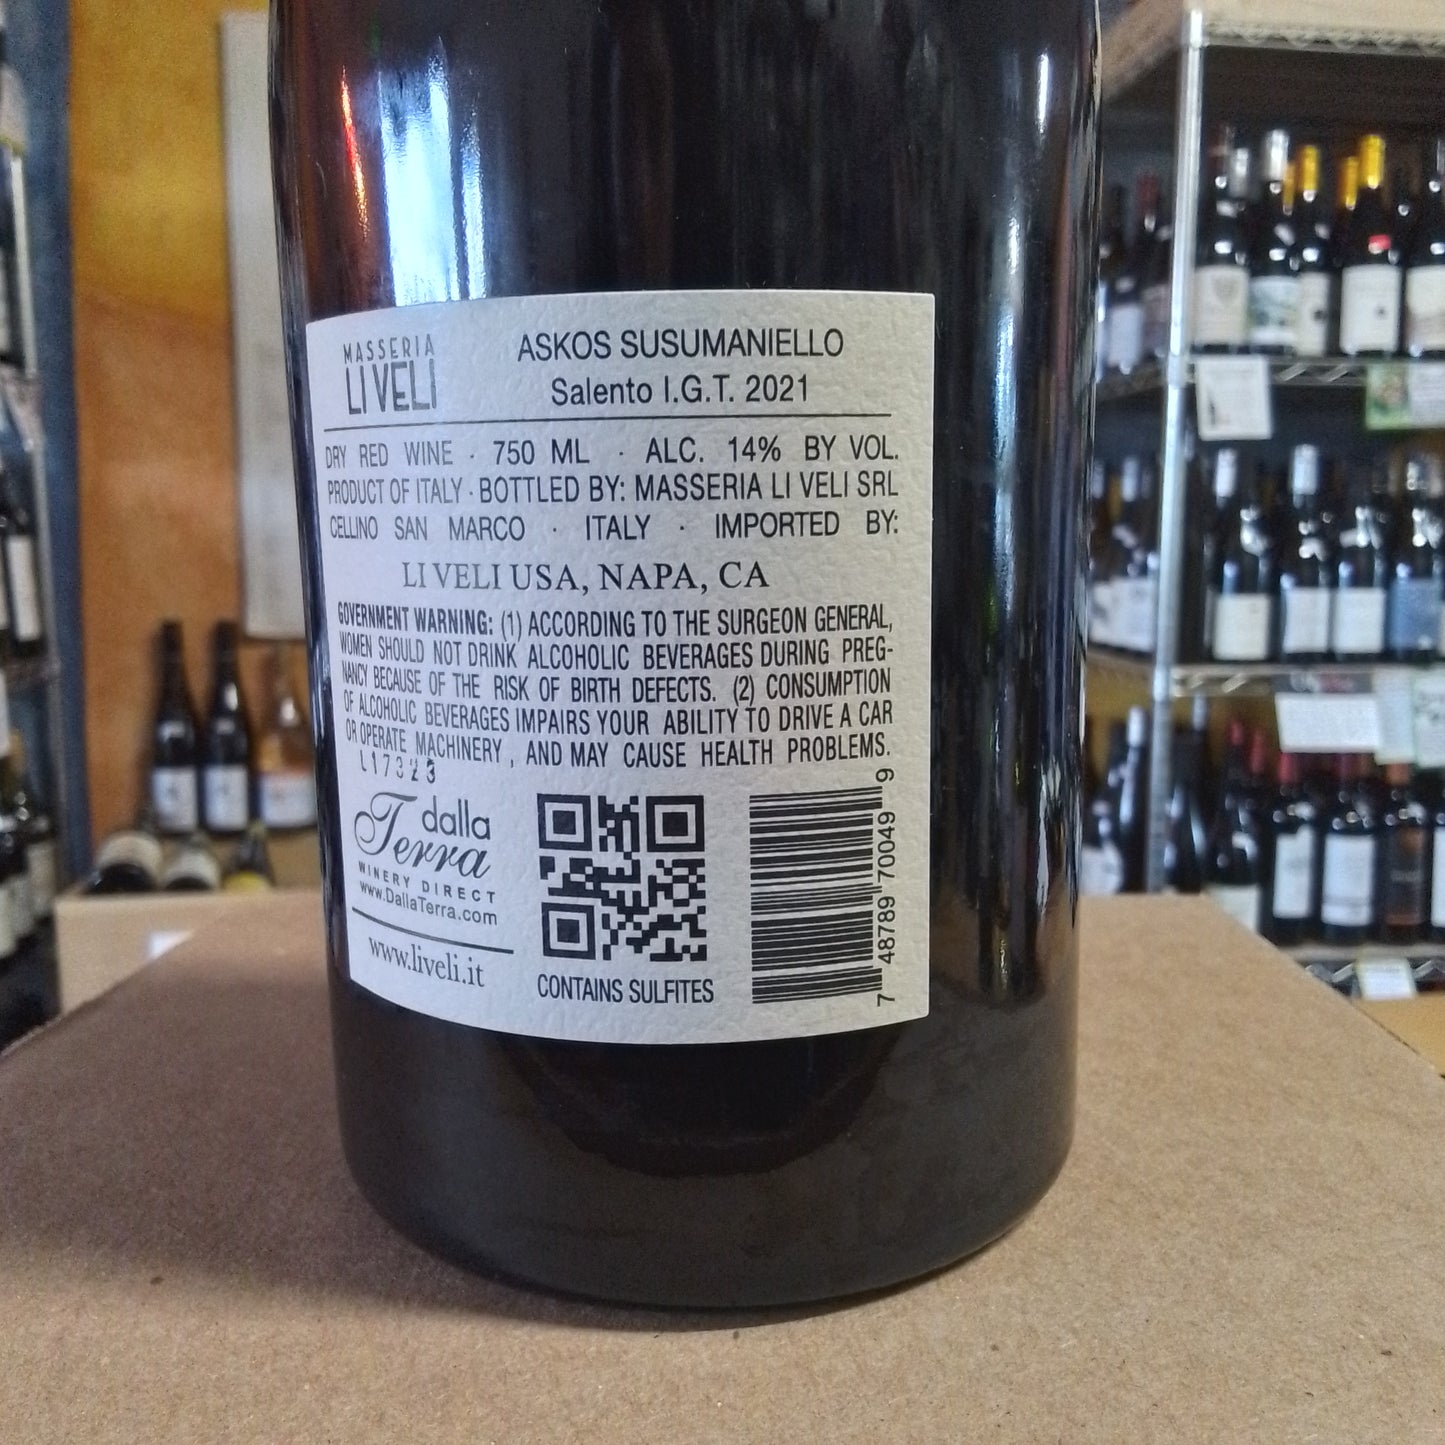 MASSERIA
LI VELI
ASKOS SUSUMANIELLO
Salento I.G.T. 2021
DRY RED WINE · 750 ML · ALC. 14% BY VOL.
PRODUCT OF ITALY · BOTTLED BY: MASSERIA LI VELI SRL
CELLINO SAN MARCO · ITALY · IMPORTED BY:
LI VELI USA, NAPA, CA
GOVERNMENT WARNING: (1) ACCORDING TO THE SURGEON GENERAL,
WOMEN SHOULD NOT DRINK ALCOHOLIC BEVERAGES DURING PREG-
NANCY BECAUSE OF THE RISK OF BIRTH DEFECTS. (2) CONSUMPTION
OF ALCOHOLIC BEVERAGES IMPAIRS YOUR ABILITY TO DRIVE A CAR
OR OPERATE MACHINERY , AND MAY CAUSE HEALTH PROBLEMS.
L17323
dalla
Terra
WINERY DIRECT
www.DallaTerra.com
www.liveli.it
CONTAINS SULFITES
7 48789 70049 9